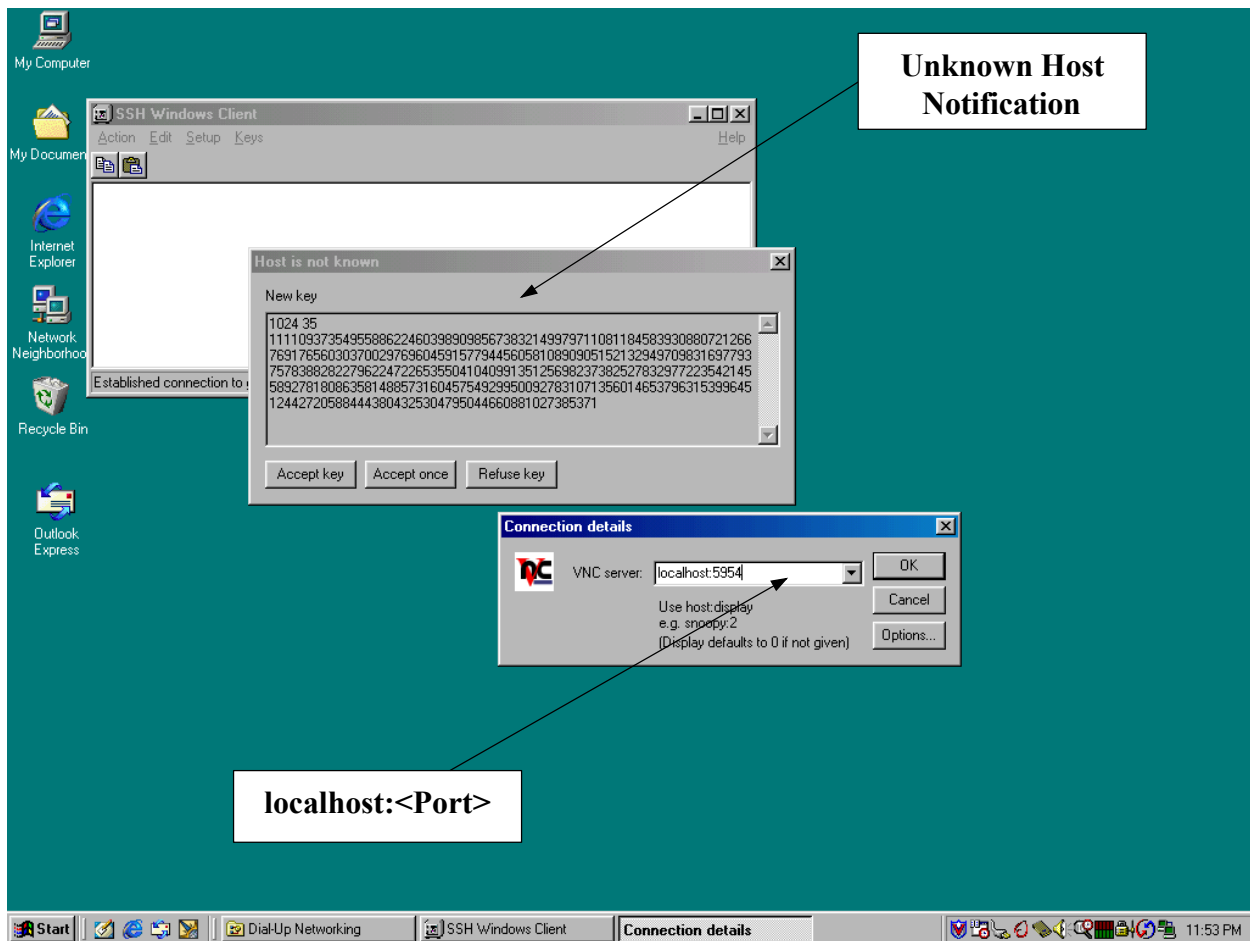 My Computer
Unknown Host
Notification
SSH Windows Client
Action Edit Setup Keys Help
My Documen
Internet
Explorer
Host is not known
New key
1024 35
111109373549558862246039890985673832149979711081184583930880721266
769176560303700297696045915779445605810890905152132949709831697793
757838828227962247226535504104099135125698237382527832977223542145
589278180863581488573160457549299500927831071356014653796315399645
124427205884443804325304795044660881027385371
Network
Neighborhoo
Established connection to
Recycle Bin
Accept key Accept once Refuse key
Outlook
Express
Connection details
VNC server: localhost:5954 OK
Use host:display Cancel
e.g. snoopy:2
(Display defaults to 0 if not given) Options...
localhost:<Port>
Start Dial-Up Networking SSH Windows Client Connection details 11:53 PM